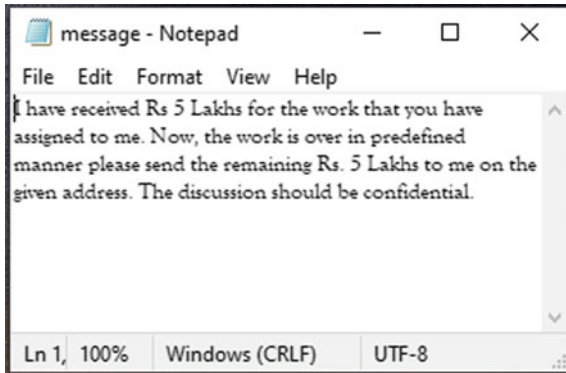 message - Notepad
File Edit Format View Help
I have received Rs 5 Lakhs for the work that you have
assigned to me. Now, the work is over in predefined
manner please send the remaining Rs. 5 Lakhs to me on the
given address. The discussion should be confidential.
Ln 1, 100% Windows (CRLF) UTF-8